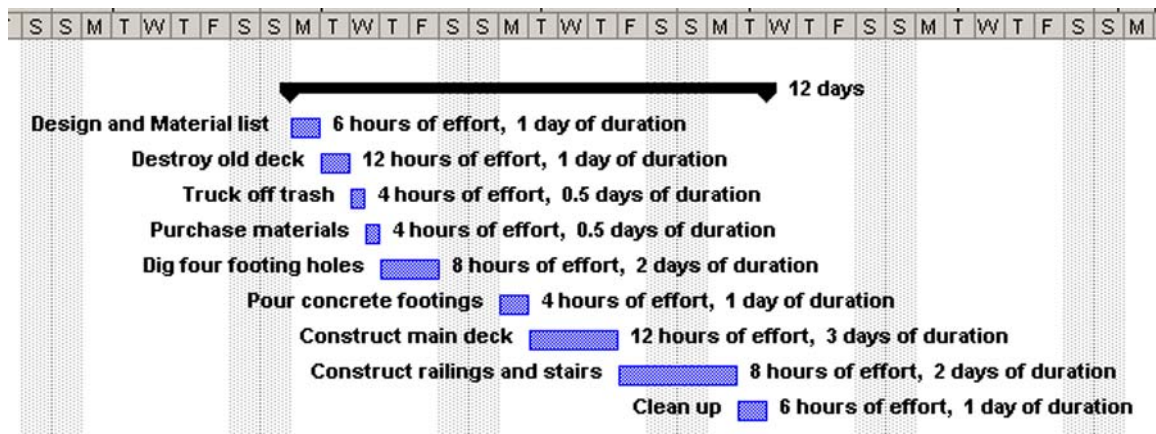 S S M T W T F S S M T W T F S S M T W T F S S M T W T F S S M T W T F S S M
12 days
Design and Material list 6 hours of effort, 1 day of duration
Destroy old deck 12 hours of effort, 1 day of duration
Truck off trash 4 hours of effort, 0.5 days of duration
Purchase materials 4 hours of effort, 0.5 days of duration
Dig four footing holes 8 hours of effort, 2 days of duration
Pour concrete footings 4 hours of effort, 1 day of duration
Construct main deck 12 hours of effort, 3 days of duration
Construct railings and stairs 8 hours of effort, 2 days of duration
Clean up 6 hours of effort, 1 day of duration